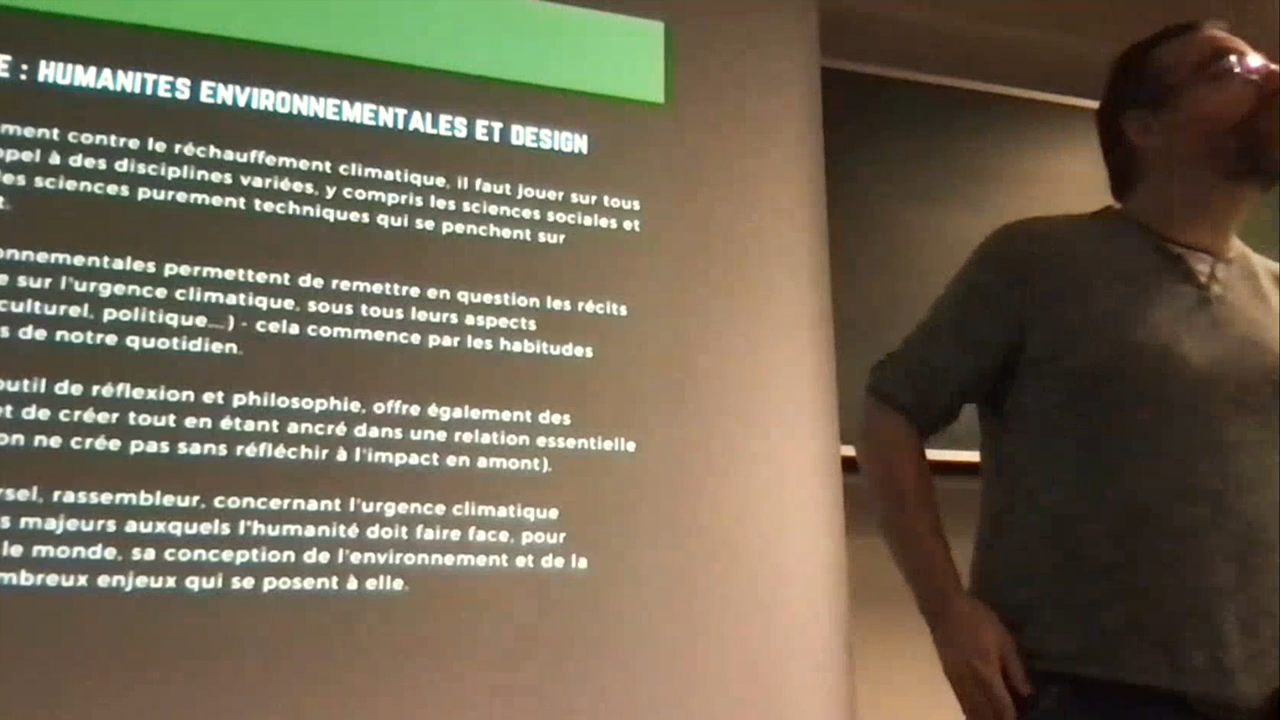 E : HUMANITES ENVIRONNEMENTALES ET DESIGN
ment contre le réchauffement climatique, il faut jouer sur tous
ppel à des disciplines variées, y compris les sciences sociales et
les sciences purement techniques qui se penchent sur
t.
onnementales permettent de remettre en question les récits
e sur l'urgence climatique, sous tous leurs aspects
culturel, politique...) - cela commence par les habitudes
s de notre quotidien.
outil de réflexion et philosophie, offre également des
et de créer tout en étant ancré dans une relation essentielle
on ne crée pas sans réfléchir à l'impact en amont).
rsel, rassembleur, concernant l'urgence climatique
s majeurs auxquels l'humanité doit faire face, pour
le monde, sa conception de l'environnement et de la
mbreux enjeux qui se posent à elle.